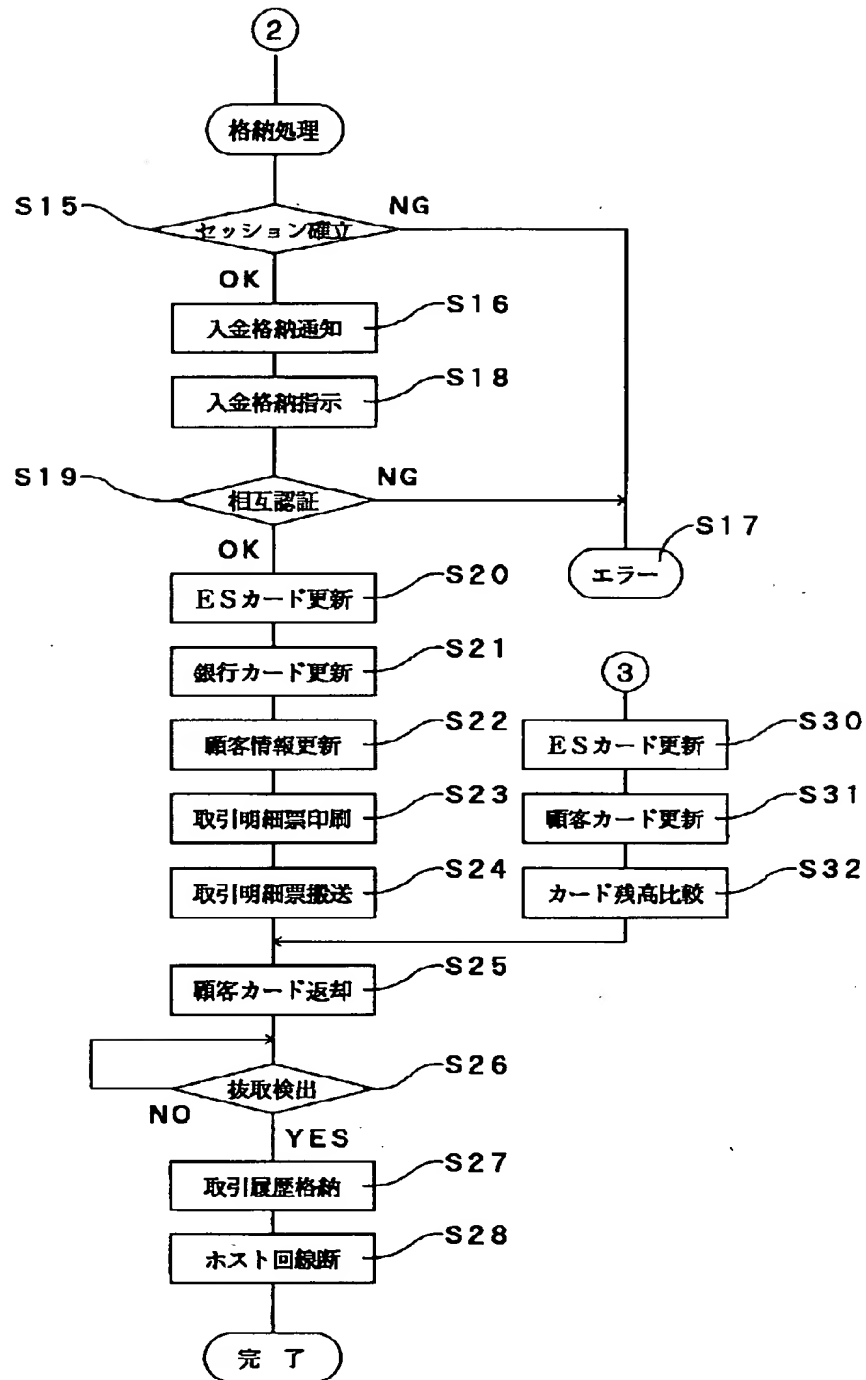 ②
格納処理
S15
セッション確立
NG
OK
入金格納通知
S16
入金格納指示
S18
S19
相互認証
NG
OK
S17
エラー
ESカード更新
S20
銀行カード更新
S21
③
顧客情報更新
S22
ESカード更新
S30
取引明細票印刷
S23
顧客カード更新
S31
取引明細票搬送
S24
カード残高比較
S32
顧客カード返却
S25
抜取検出
S26
NO
YES
取引履歴格納
S27
ホスト回線断
S28
完 了